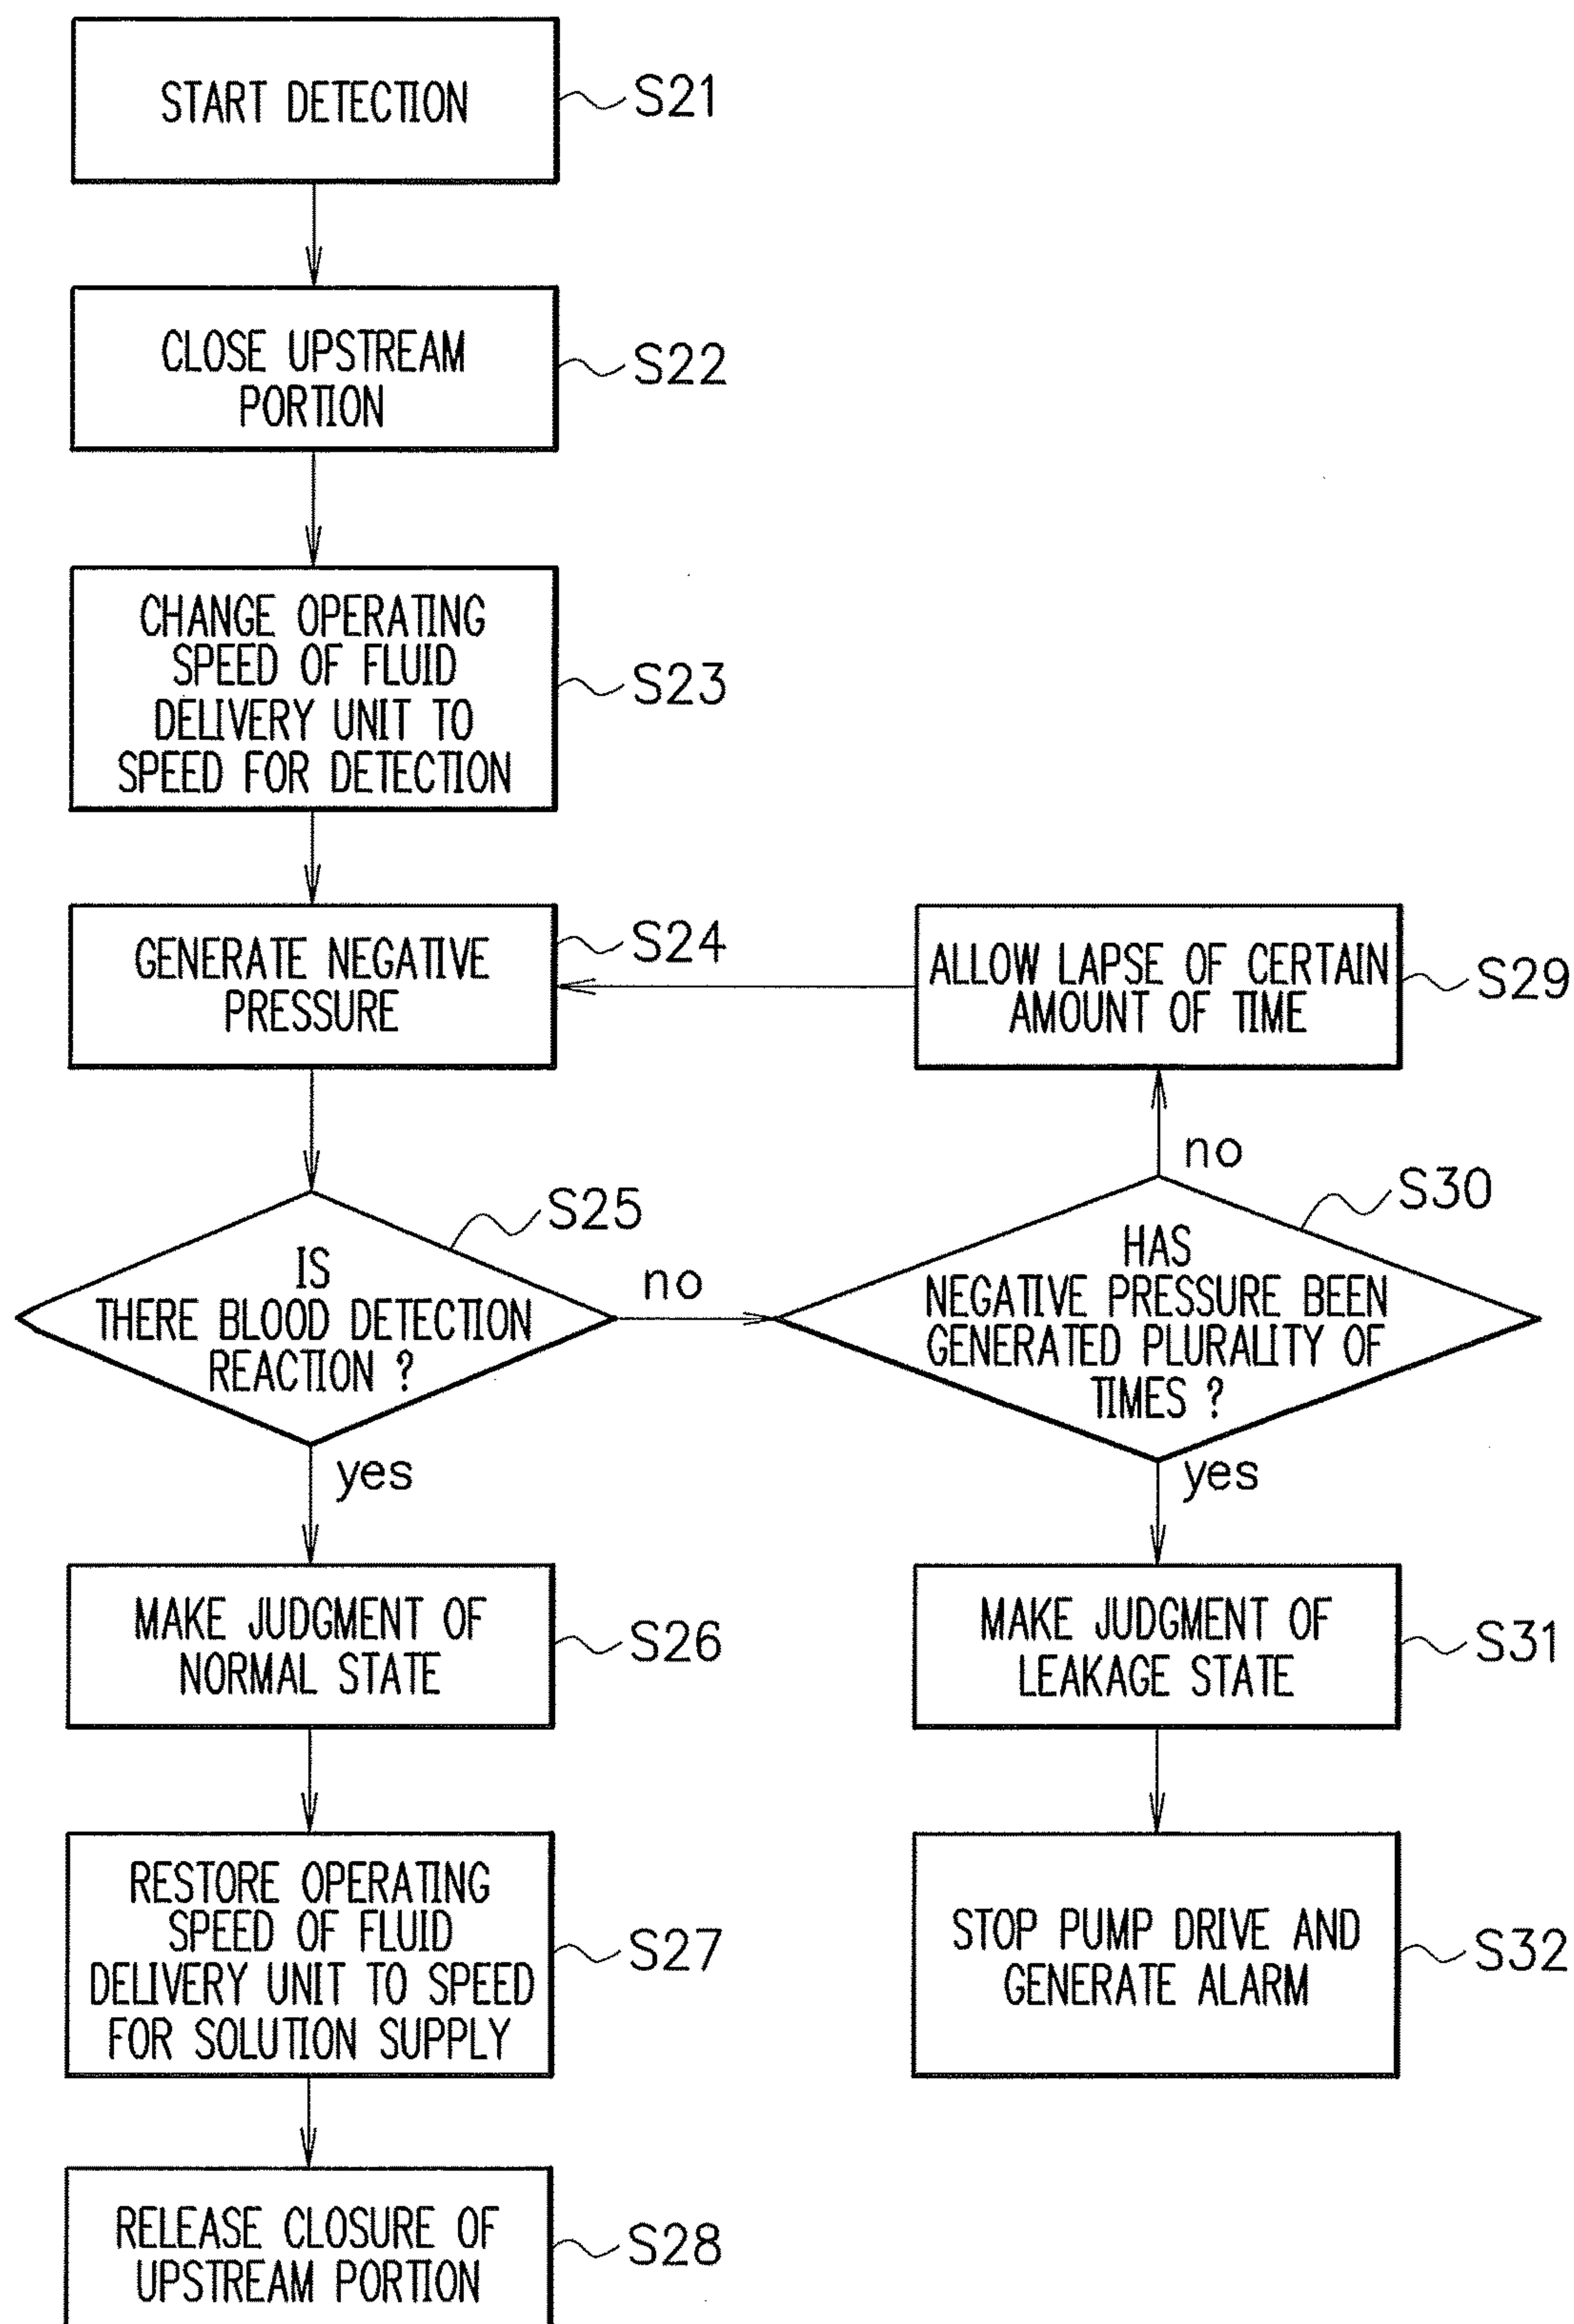 START DETECTION
S21
CLOSE UPSTREAM
PORTION
S22
CHANGE OPERATING
SPEED OF FLUID
DELIVERY UNIT TO
SPEED FOR DETECTION
S23
GENERATE NEGATIVE
PRESSURE
S24
ALLOW LAPSE OF CERTAIN
AMOUNT OF TIME
S29
IS
THERE BLOOD DETECTION
REACTION ?
S25
no
yes
HAS
NEGATIVE PRESSURE BEEN
GENERATED PLURALITY OF
TIMES ?
S30
no
yes
MAKE JUDGMENT OF
NORMAL STATE
S26
MAKE JUDGMENT OF
LEAKAGE STATE
S31
RESTORE OPERATING
SPEED OF FLUID
DELIVERY UNIT TO SPEED
FOR SOLUTION SUPPLY
S27
STOP PUMP DRIVE AND
GENERATE ALARM
S32
RELEASE CLOSURE OF
UPSTREAM PORTION
S28